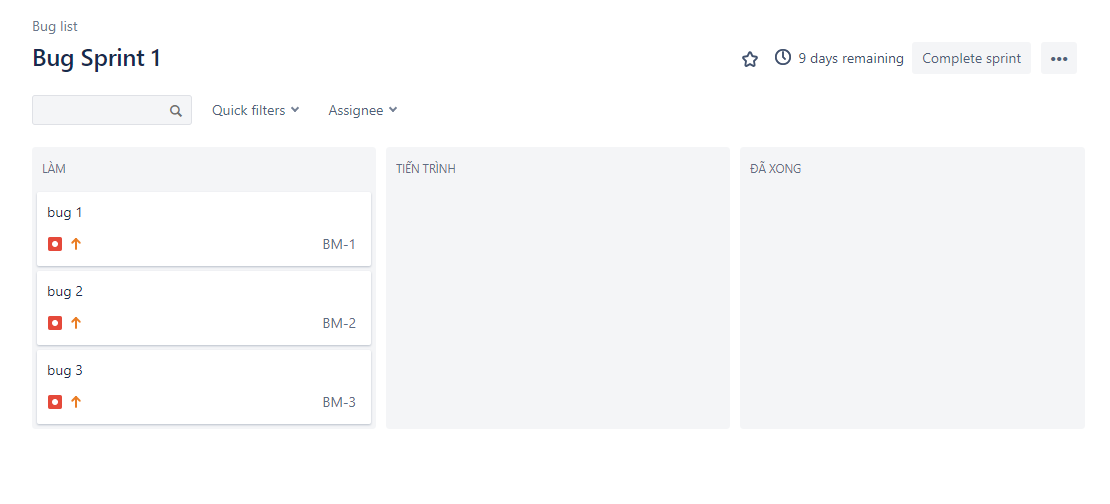 Bug list
Bug Sprint 1
9 days remaining
Complete sprint
Quick filters
Assignee
LÀM
TIẾN TRÌNH
ĐÃ XONG
bug 1
BM-1
bug 2
BM-2
bug 3
BM-3